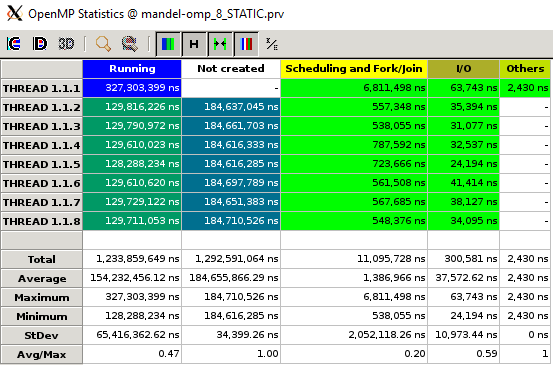 OpenMP Statistics @ mandel-omp_8_STATIC.prv
3D
Running Not created Scheduling and Fork/Join I/O Others
THREAD 1.1.1 327,303,399 ns - 6,811,498 ns 63,743 ns 2,430 ns
THREAD 1.1.2 129,816,226 ns 184,637,045 ns 557,348 ns 35,394 ns -
THREAD 1.1.3 129,790,972 ns 184,661,703 ns 538,055 ns 31,077 ns -
THREAD 1.1.4 129,610,023 ns 184,616,333 ns 787,592 ns 32,537 ns -
THREAD 1.1.5 128,288,234 ns 184,616,285 ns 723,666 ns 24,194 ns -
THREAD 1.1.6 129,610,620 ns 184,697,789 ns 561,508 ns 41,414 ns -
THREAD 1.1.7 129,729,122 ns 184,651,383 ns 567,685 ns 38,127 ns -
THREAD 1.1.8 129,711,053 ns 184,710,526 ns 548,376 ns 34,095 ns -
Total 1,233,859,649 ns 1,292,591,064 ns 11,095,728 ns 300,581 ns 2,430 ns
Average 154,232,456.12 ns 184,655,866.29 ns 1,386,966 ns 37,572.62 ns 2,430 ns
Maximum 327,303,399 ns 184,710,526 ns 6,811,498 ns 63,743 ns 2,430 ns
Minimum 128,288,234 ns 184,616,285 ns 538,055 ns 24,194 ns 2,430 ns
StDev 65,416,362.62 ns 34,399.26 ns 2,052,118.26 ns 10,973.44 ns 0 ns
Avg/Max 0.47 1.00 0.20 0.59 1